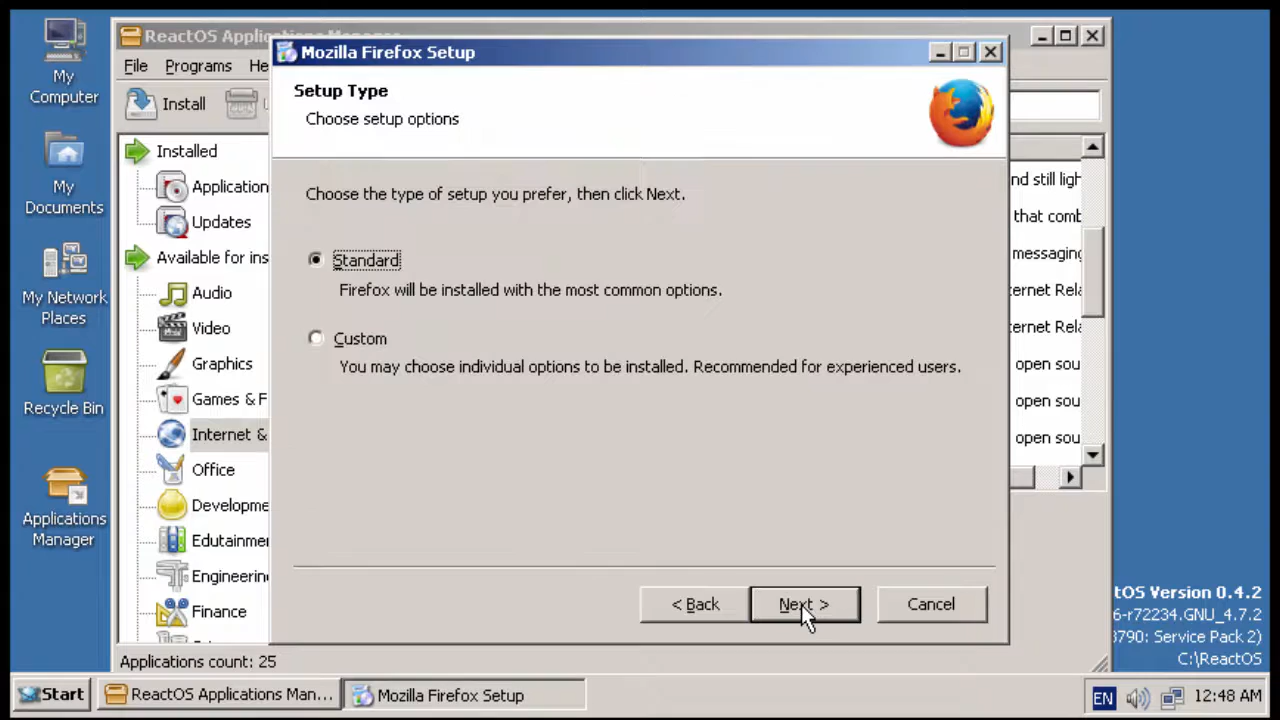 My
Computer
My
Documents
My Network
Places
Recycle Bin
Applications
Manager
ReactOS Applications
File Programs
Install
Installed
Application
Updates
Available for ins
Audio
Video
Graphics
Games & F
Internet &
Office
Developme
Edutainme
Engineerin
Finance
Applications count: 25
Mozilla Firefox Setup
Setup Type
Choose setup options
Choose the type of setup you prefer, then click Next.
Standard
Firefox will be installed with the most common options.
Custom
You may choose individual options to be installed. Recommended for experienced users.
< Back
Next >
Cancel
nd still ligh
that comb
messaging
ernet Rela
ernet Rela
open sou
open sou
open sou
tOS Version 0.4.2
6-r72234.GNU_4.7.2
3790: Service Pack 2)
C:\ReactOS
Start
ReactOS Applications Man...
Mozilla Firefox Setup
EN
12:48 AM